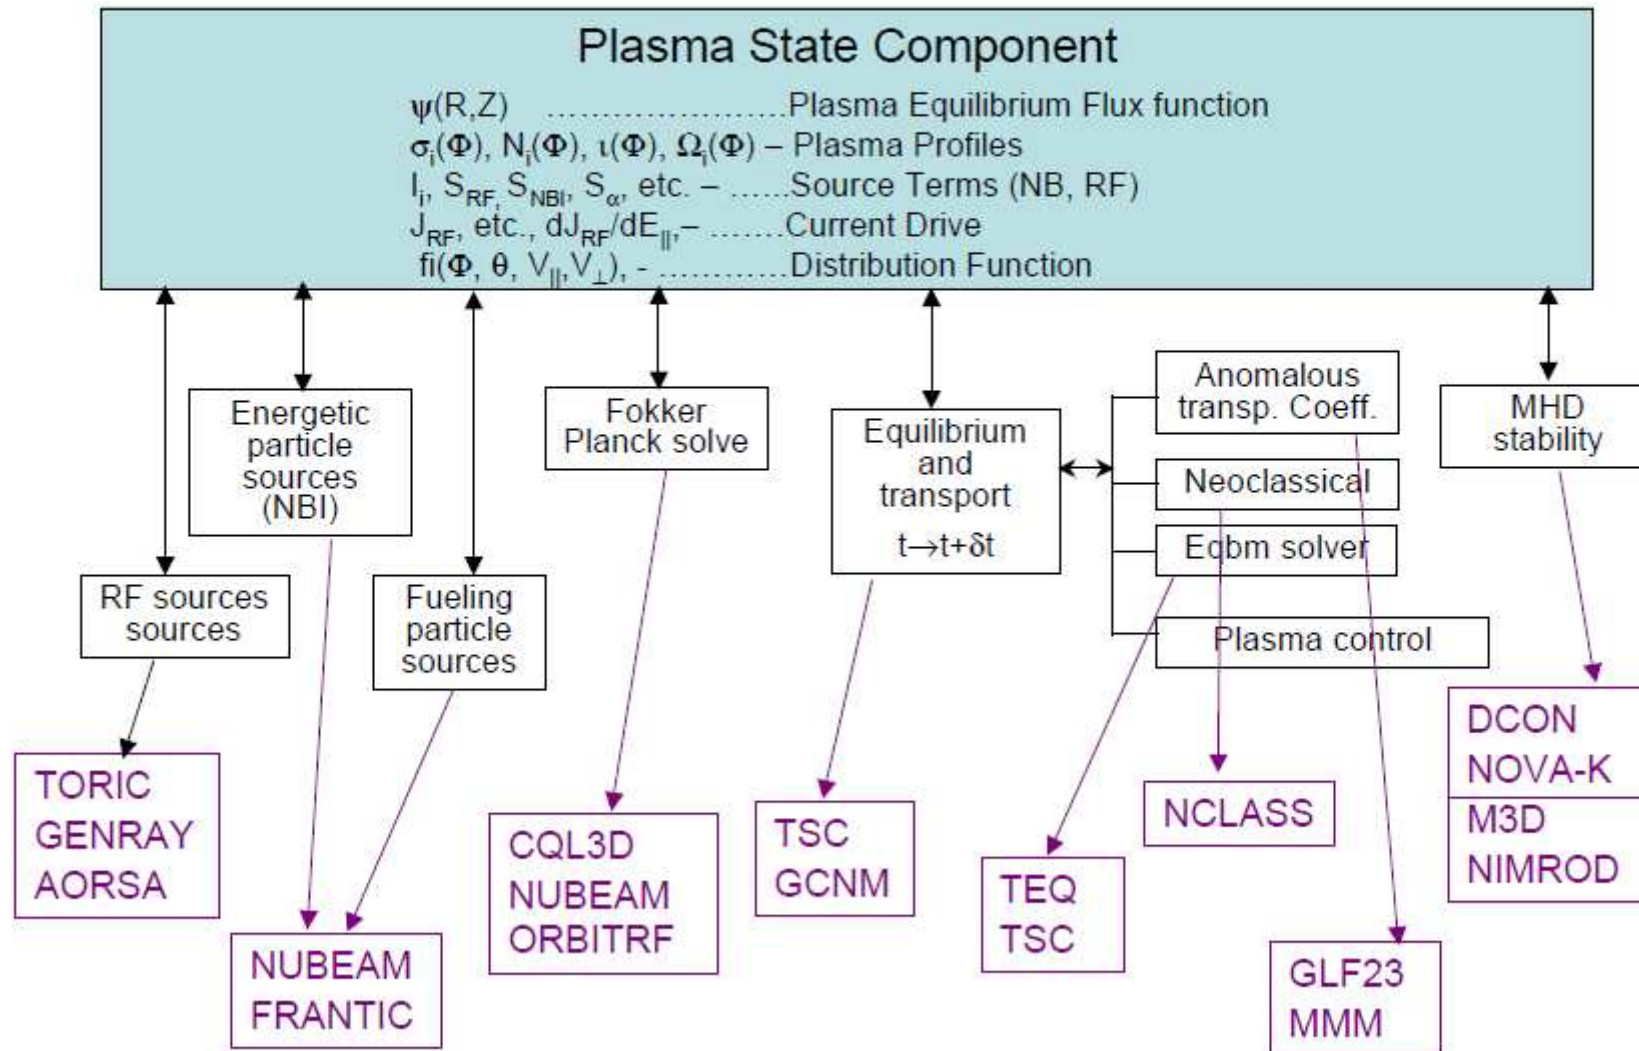 Plasma State Component
ψ(R,Z) .......................Plasma Equilibrium Flux function
σi(Φ), Ni(Φ), ι(Φ), Ωi(Φ) – Plasma Profiles
Ii, SRF, SNBI, Sα, etc. – ......Source Terms (NB, RF)
JRF, etc., dJRF/dE||,– .......Current Drive
fi(Φ, θ, V||,V⊥), - ............Distribution Function
Energetic
particle
sources
(NBI)
Fokker
Planck solve
Equilibrium
and
transport
t→t+δt
Anomalous
transp. Coeff.
Neoclassical
Eqbm solver
Plasma control
MHD
stability
RF sources
sources
Fueling
particle
sources
TORIC
GENRAY
AORSA
NUBEAM
FRANTIC
CQL3D
NUBEAM
ORBITRF
TSC
GCNM
TEQ
TSC
NCLASS
GLF23
MMM
DCON
NOVA-K
M3D
NIMROD